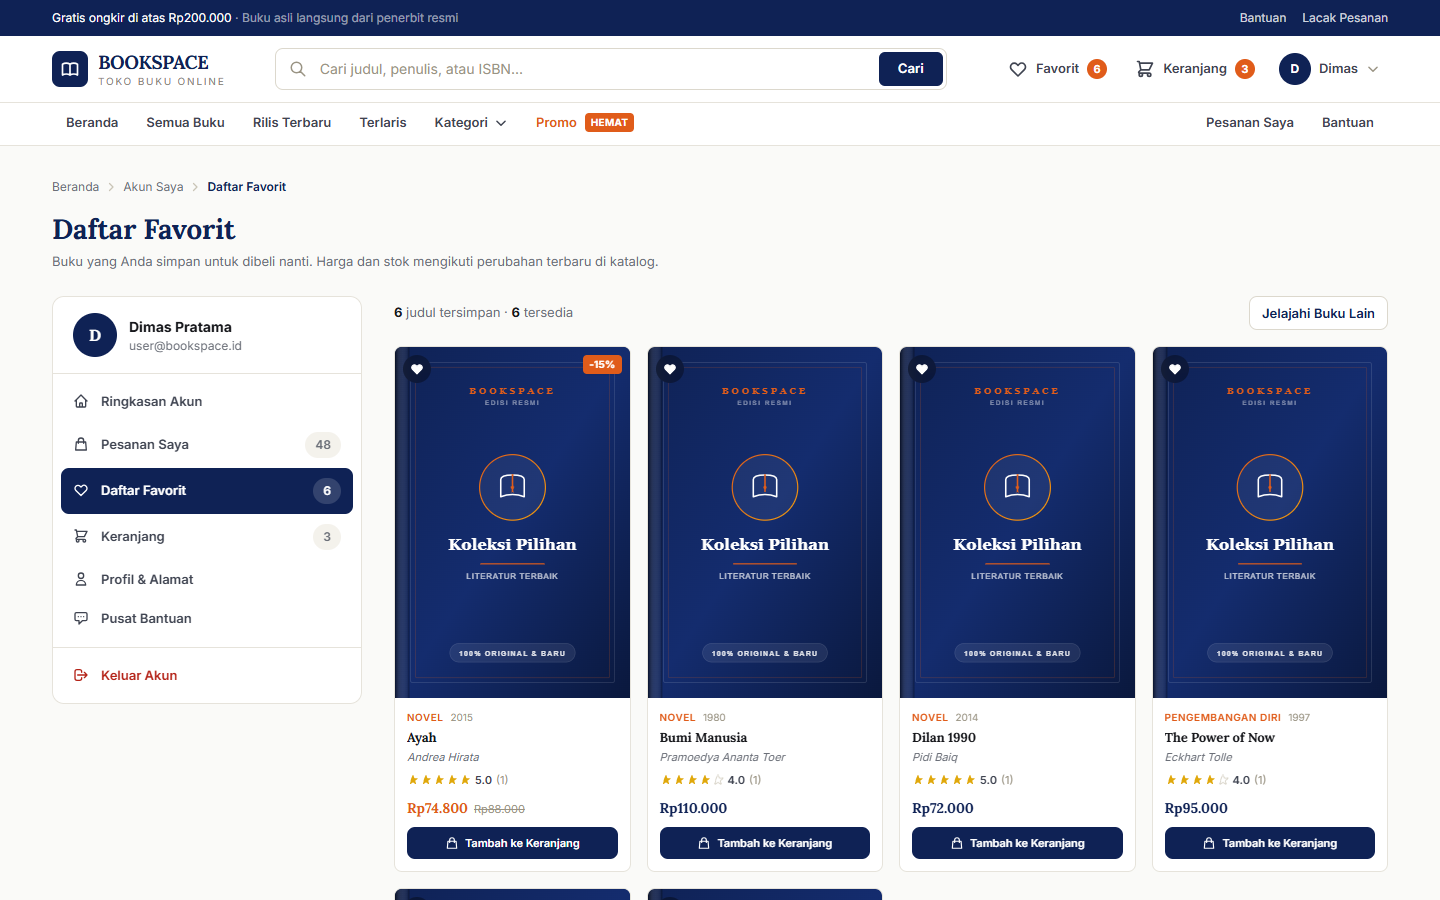 Gratis ongkir di atas Rp200.000 · Buku asli langsung dari penerbit resmi
Bantuan
Lacak Pesanan
BOOKSPACE
TOKO BUKU ONLINE
Cari judul, penulis, atau ISBN...
Cari
Favorit 6
Keranjang 3
D
Dimas
Beranda
Semua Buku
Rilis Terbaru
Terlaris
Kategori
Promo HEMAT
Pesanan Saya
Bantuan
Beranda
Akun Saya
Daftar Favorit
Daftar Favorit
Buku yang Anda simpan untuk dibeli nanti. Harga dan stok mengikuti perubahan terbaru di katalog.
D
Dimas Pratama
user@bookspace.id
Ringkasan Akun
Pesanan Saya 48
Daftar Favorit 6
Keranjang 3
Profil & Alamat
Pusat Bantuan
Keluar Akun
6 judul tersimpan · 6 tersedia
Jelajahi Buku Lain
-15%
BOOKSPACE
EDISI RESMI
Koleksi Pilihan
LITERATUR TERBAIK
100% ORIGINAL & BARU
NOVEL 2015
Ayah
Andrea Hirata
5.0 (1)
Rp74.800 Rp88.000
Tambah ke Keranjang
BOOKSPACE
EDISI RESMI
Koleksi Pilihan
LITERATUR TERBAIK
100% ORIGINAL & BARU
NOVEL 1980
Bumi Manusia
Pramoedya Ananta Toer
4.0 (1)
Rp110.000
Tambah ke Keranjang
BOOKSPACE
EDISI RESMI
Koleksi Pilihan
LITERATUR TERBAIK
100% ORIGINAL & BARU
NOVEL 2014
Dilan 1990
Pidi Baiq
5.0 (1)
Rp72.000
Tambah ke Keranjang
BOOKSPACE
EDISI RESMI
Koleksi Pilihan
LITERATUR TERBAIK
100% ORIGINAL & BARU
PENGEMBANGAN DIRI 1997
The Power of Now
Eckhart Tolle
4.0 (1)
Rp95.000
Tambah ke Keranjang